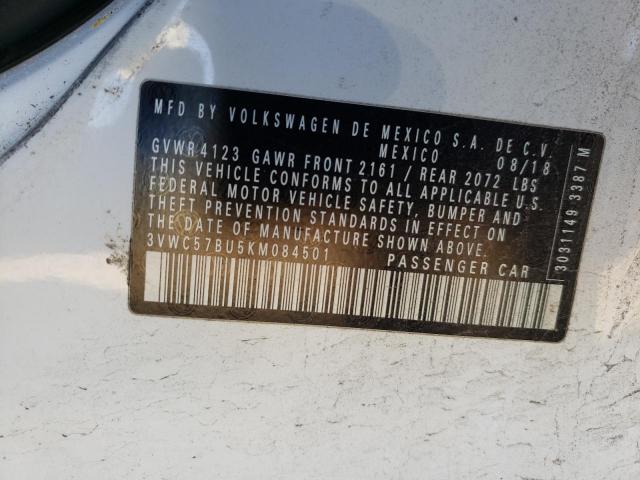 MFD BY VOLKSWAGEN DE MEXICO S.A. DE C.V.
MEXICO 08/18
GVWR 4123 GAWR FRONT 2161 / REAR 2072 LBS
THIS VEHICLE CONFORMS TO ALL APPLICABLE U.S.
FEDERAL MOTOR VEHICLE SAFETY, BUMPER AND
THEFT PREVENTION STANDARDS IN EFFECT ON
THE DATE OF MANUFACTURE SHOWN ABOVE.
3VWC57BU5KM084501 PASSENGER CAR
3091149 3387 M